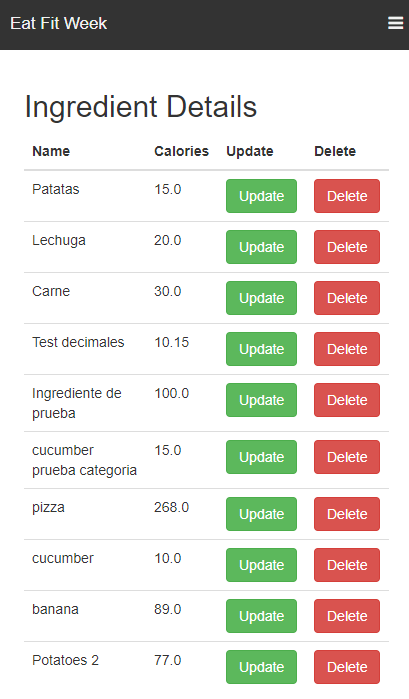 Eat Fit Week
Ingredient Details
Name Calories Update Delete
Patatas 15.0 Update Delete
Lechuga 20.0 Update Delete
Carne 30.0 Update Delete
Test decimales 10.15 Update Delete
Ingrediente de 100.0 Update Delete
prueba
cucumber 15.0 Update Delete
prueba categoria
pizza 268.0 Update Delete
cucumber 10.0 Update Delete
banana 89.0 Update Delete
Potatoes 2 77.0 Update Delete